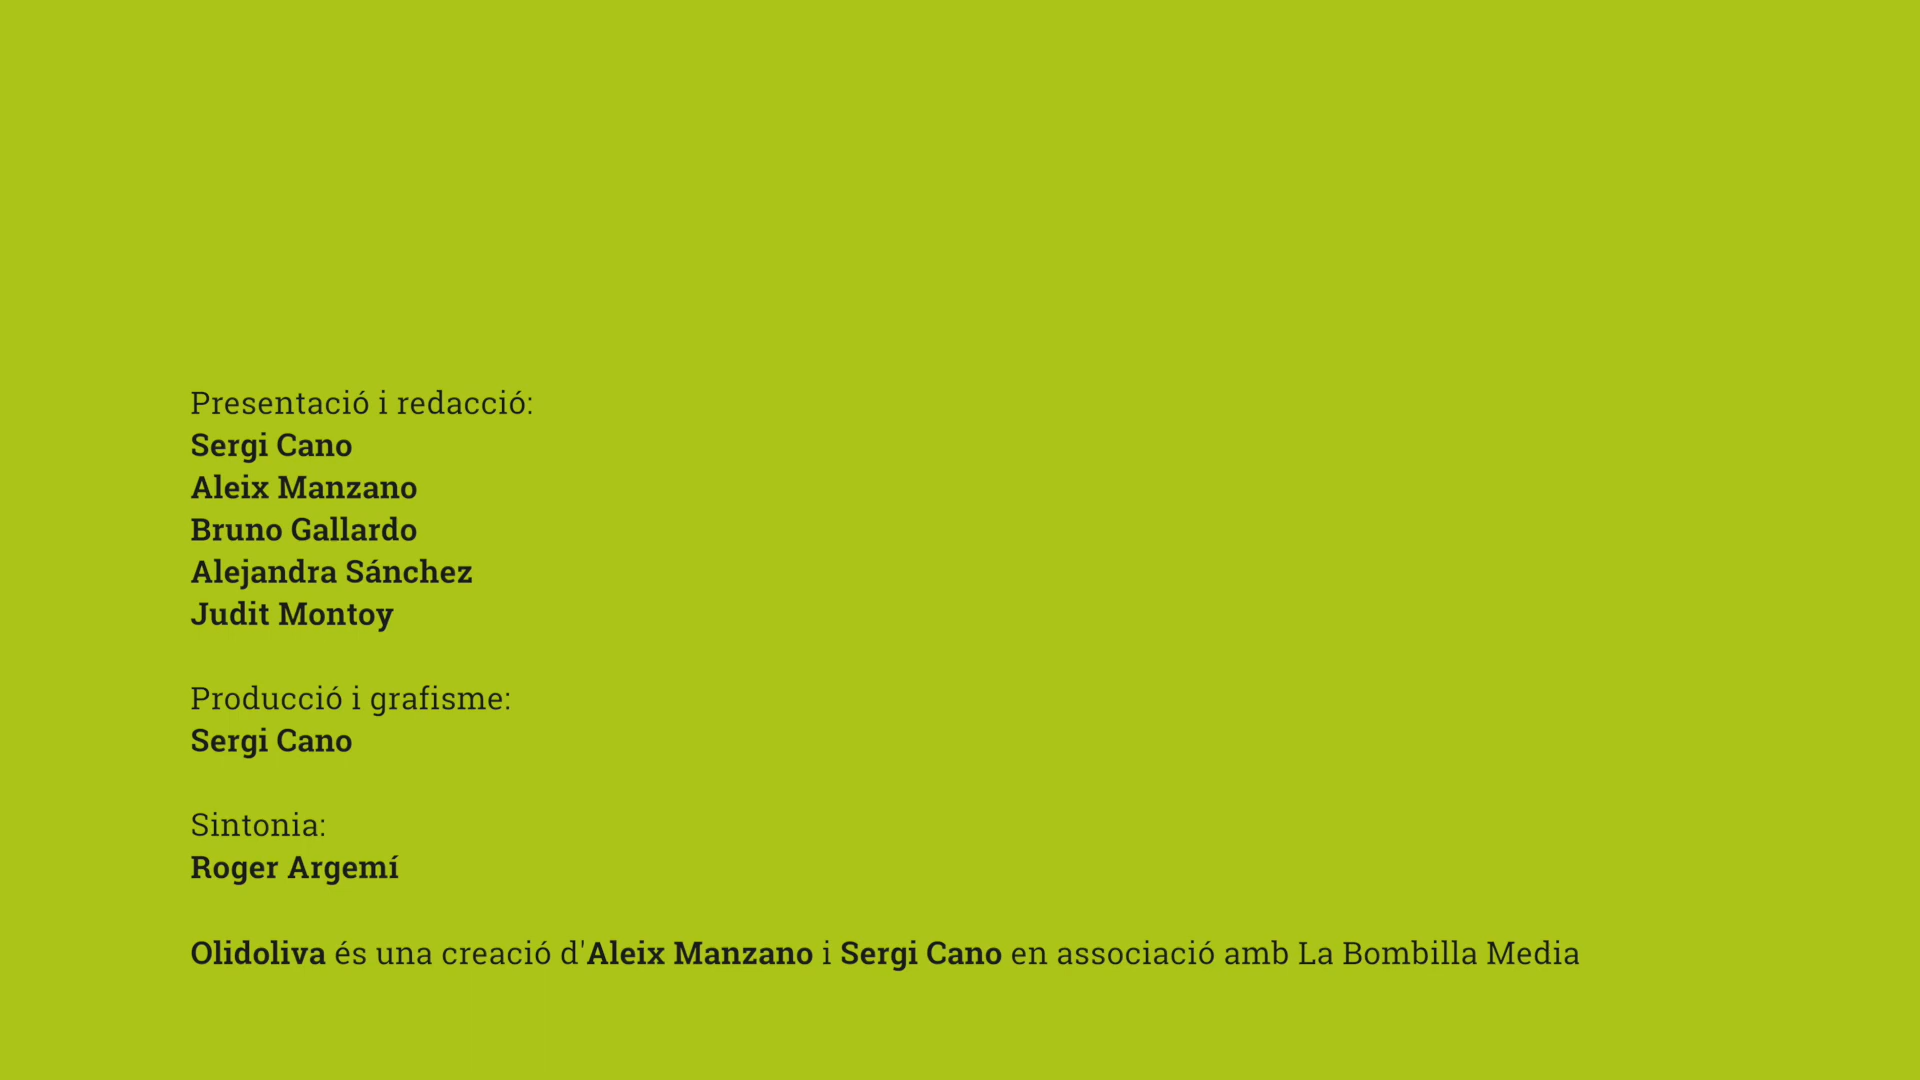 Presentació i redacció:
Sergi Cano
Aleix Manzano
Bruno Gallardo
Alejandra Sánchez
Judit Montoy
Producció i grafisme:
Sergi Cano
Sintonia:
Roger Argemí
Olidoliva és una creació d'Aleix Manzano i Sergi Cano en associació amb La Bombilla Media